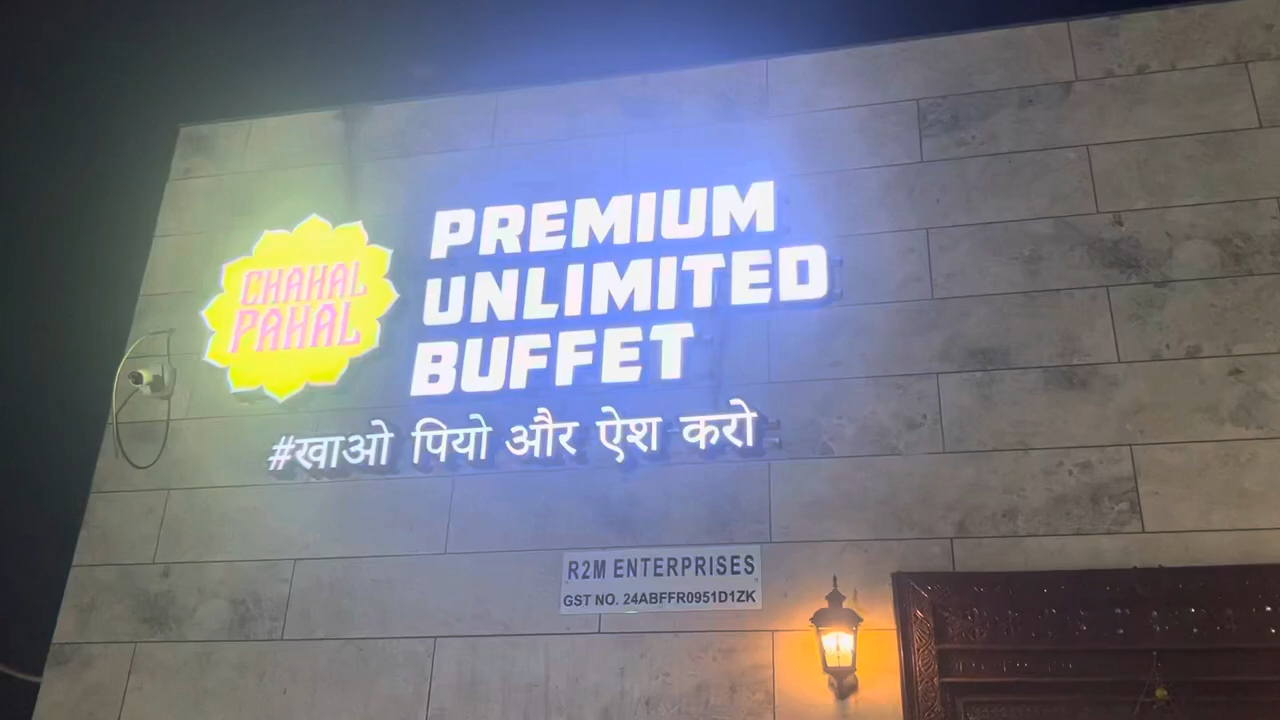 CHAHAL
PAHAL
PREMIUM
UNLIMITED
BUFFET
#खाओ पियो और ऐश करो
R2M ENTERPRISES
GST NO. 24ABFFR0951D1ZK